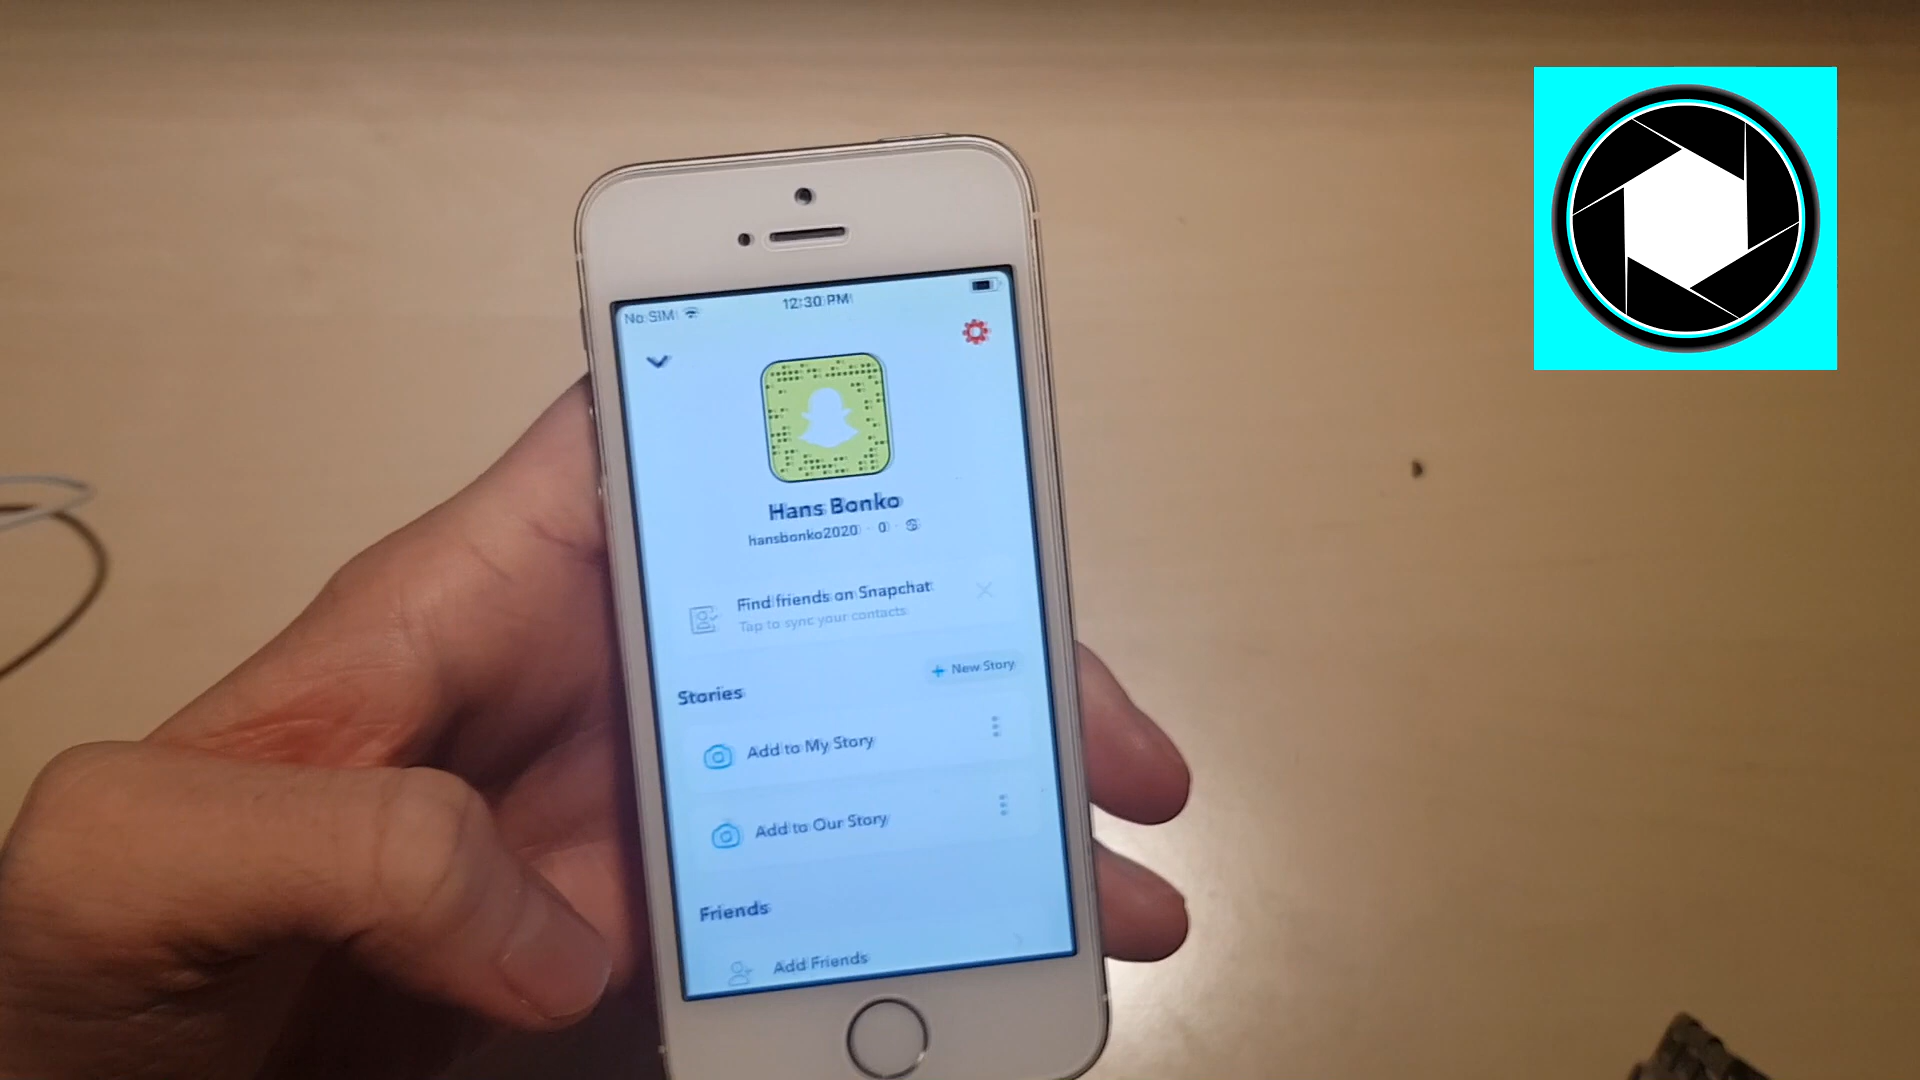 No SIM 12:30 PM
Hans Bonko
hansbonko2020 · 0 · ♋
Find friends on Snapchat
Tap to sync your contacts
Stories + New Story
Add to My Story
Add to Our Story
Friends
Add Friends